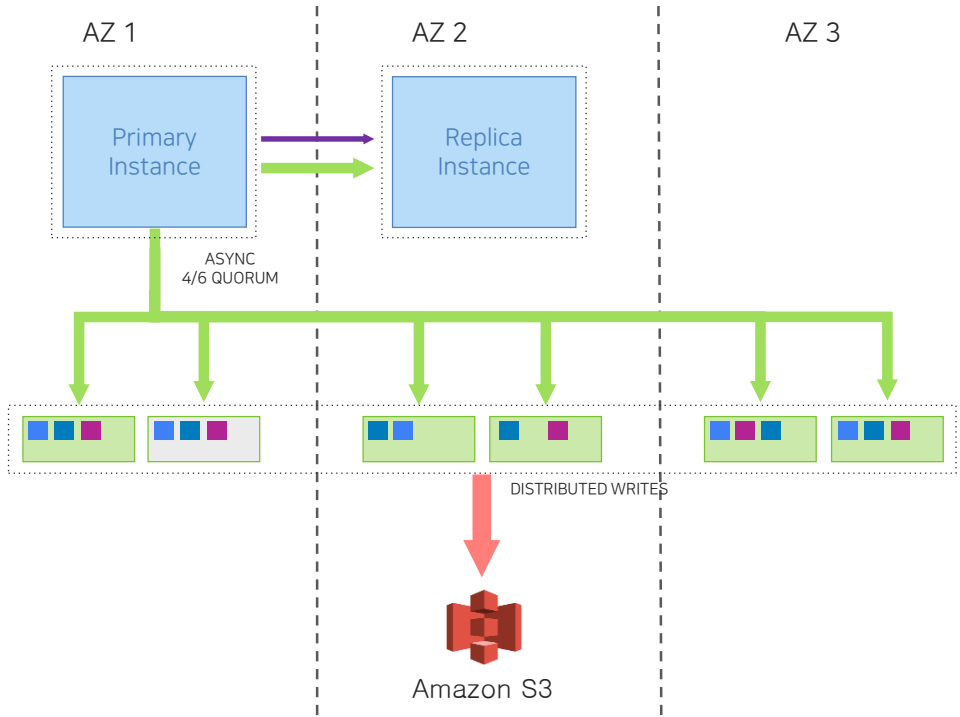 AZ 1
AZ 2
AZ 3
Primary
Instance
Replica
Instance
ASYNC
4/6 QUORUM
DISTRIBUTED WRITES
Amazon S3